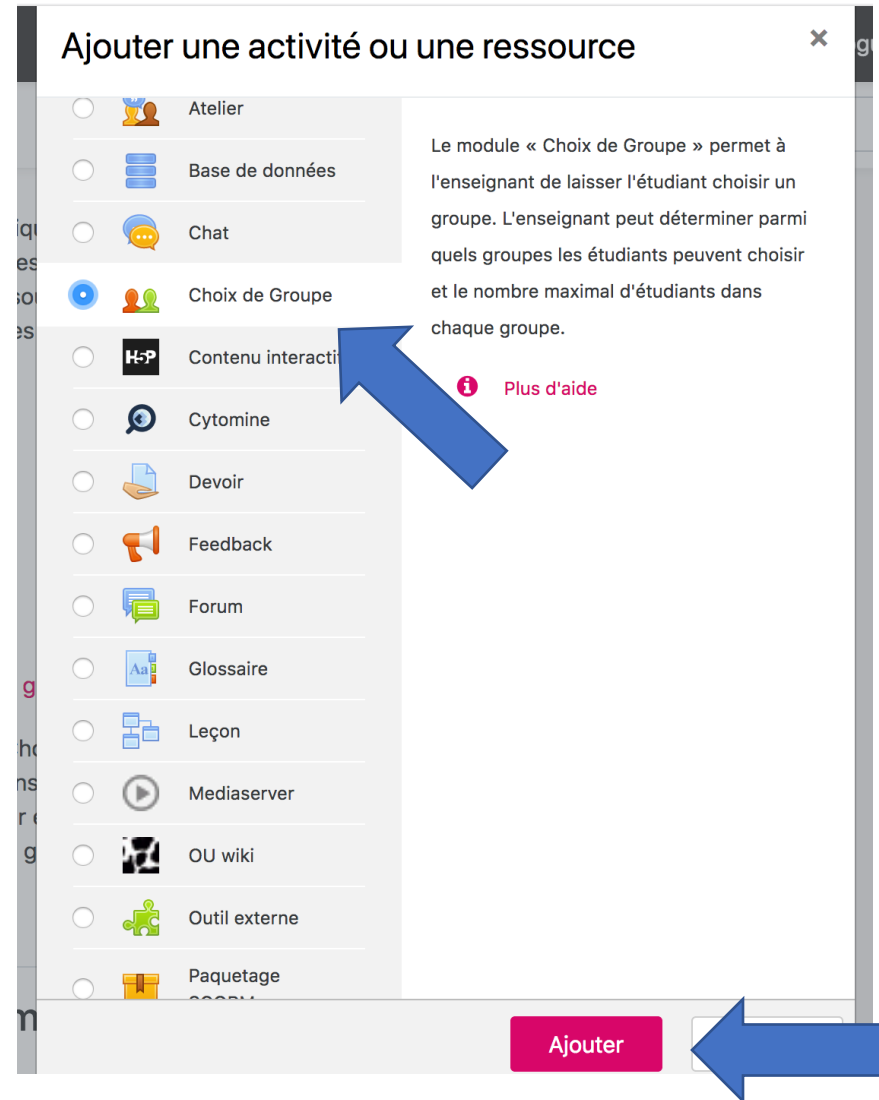 Ajouter une activité ou une ressource
×
Atelier
Base de données
Chat
Choix de Groupe
H5P
Contenu interactif
Cytomine
Devoir
Feedback
Forum
Aa
Glossaire
Leçon
Mediaserver
OU wiki
Outil externe
Paquetage
Le module « Choix de Groupe » permet à
l'enseignant de laisser l'étudiant choisir un
groupe. L'enseignant peut déterminer parmi
quels groupes les étudiants peuvent choisir
et le nombre maximal d'étudiants dans
chaque groupe.
Plus d'aide
Ajouter